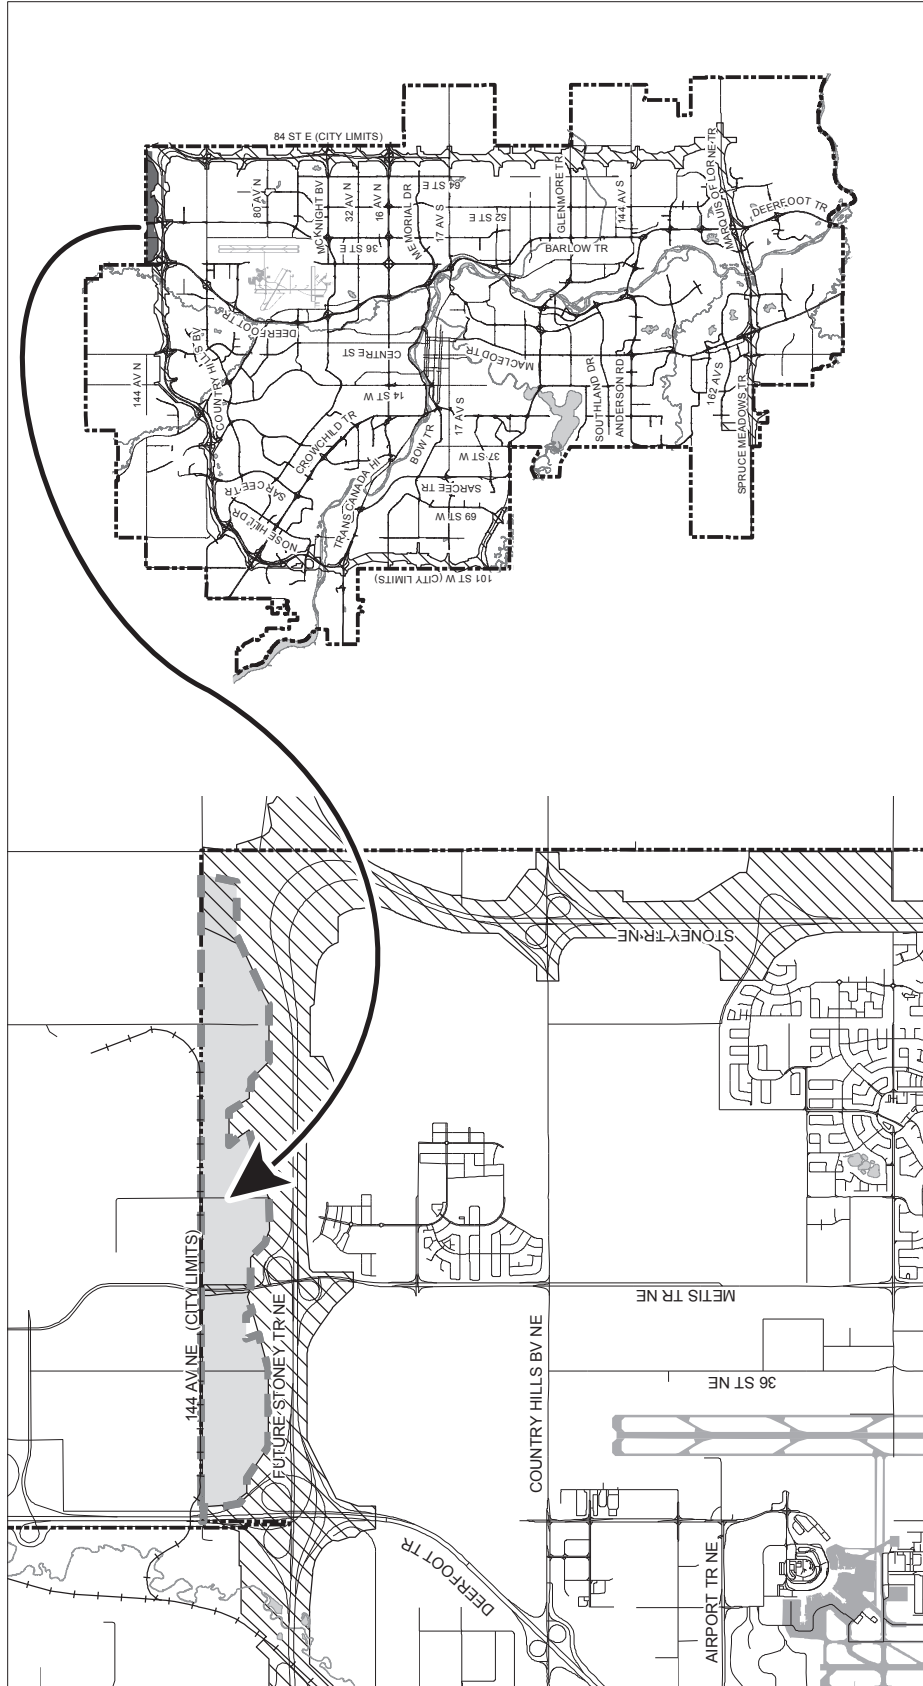 84 ST E (CITY LIMITS)
80 AV N
MCKNIGHT BV
32 AV N
16 AV N
MEMORIAL DR
17 AV S
64 ST E
52 ST E
36 ST E
GLENMORE TR
144 AV S
MARQUIS OF LORNE TR
DEERFOOT TR
BARLOW TR
DEERFOOT TR
COUNTRY HILLS BV
144 AV N
CENTRE ST
14 ST W
MACLEOD TR
SOUTHLAND DR
ANDERSON RD
162 AV S
SPRUCE MEADOWS TR
CROWCHILD TR
SARCEE TR
NOSE HILL DR
TRANS CANADA HI
BOW TR
17 AV S
37 ST W
SARCEE TR
69 ST W
101 ST W (CITY LIMITS)
STONEY TR NE
144 AV NE (CITY LIMITS)
FUTURE STONEY TR NE
METIS TR NE
COUNTRY HILLS BV NE
36 ST NE
DEERFOOT TR
AIRPORT TR NE